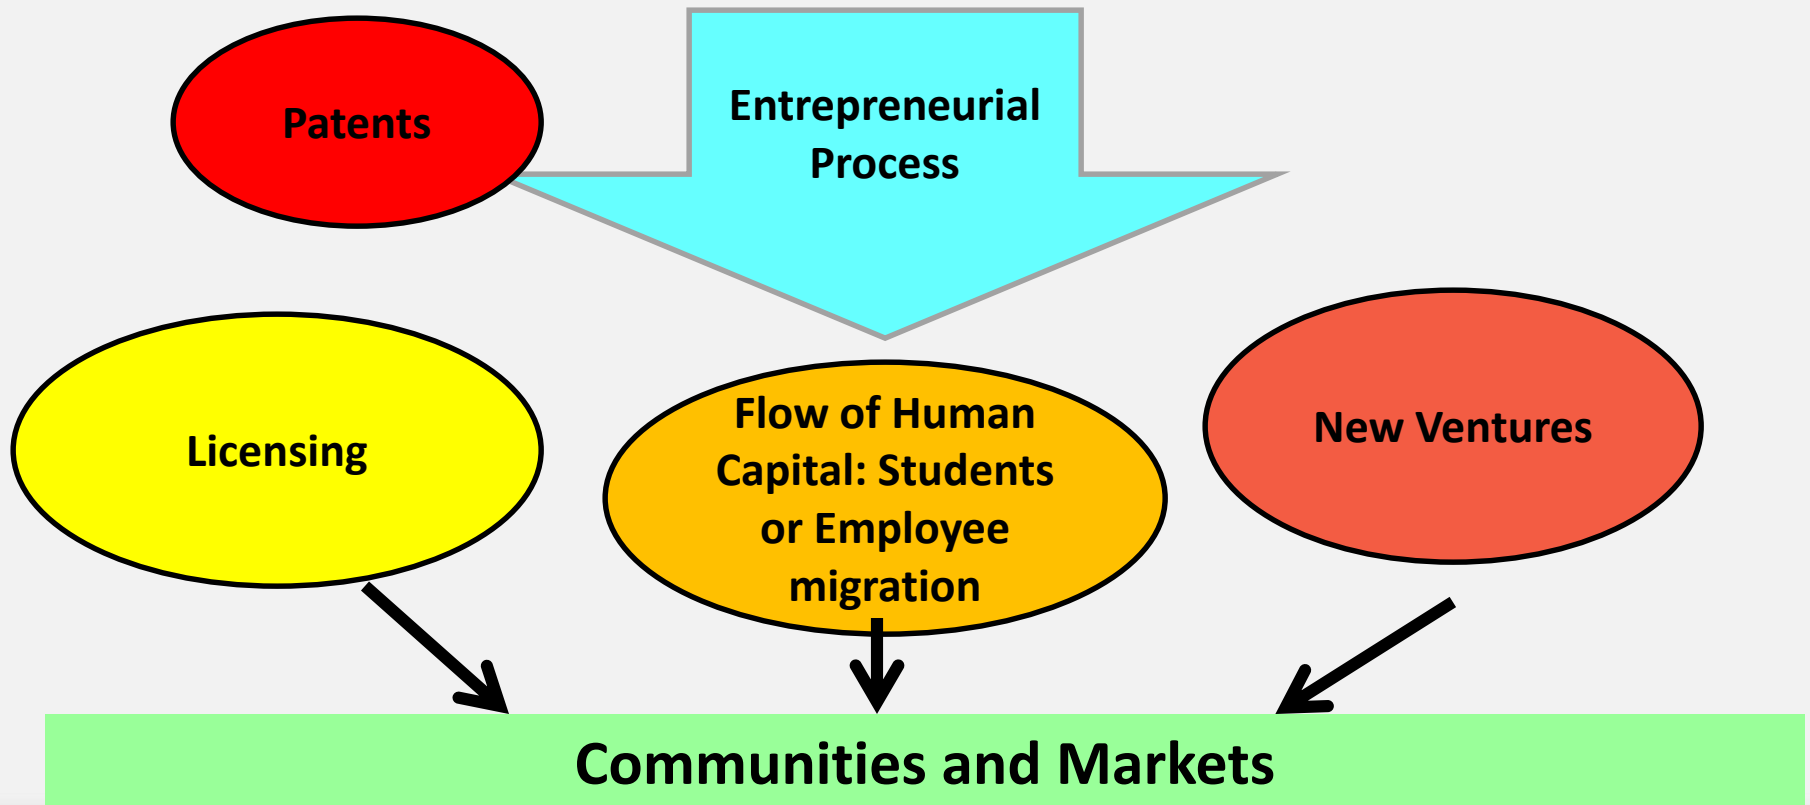 Patents
Entrepreneurial
Process
Licensing
Flow of Human
Capital: Students
or Employee
migration
New Ventures
Communities and Markets